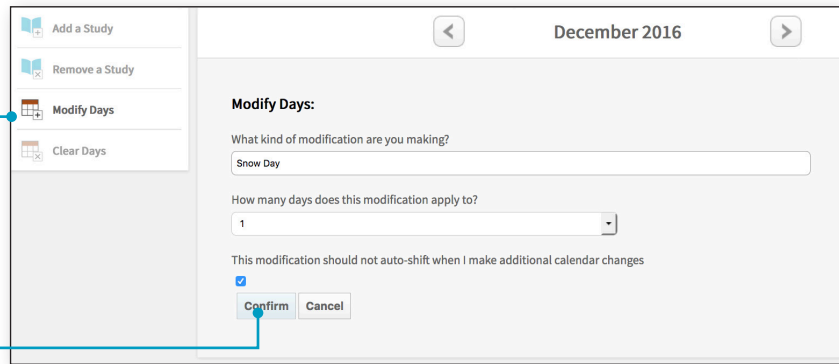 Add a Study
Remove a Study
Modify Days
Clear Days
December 2016
Modify Days:
What kind of modification are you making?
Snow Day
How many days does this modification apply to?
1
This modification should not auto-shift when I make additional calendar changes
Confirm Cancel